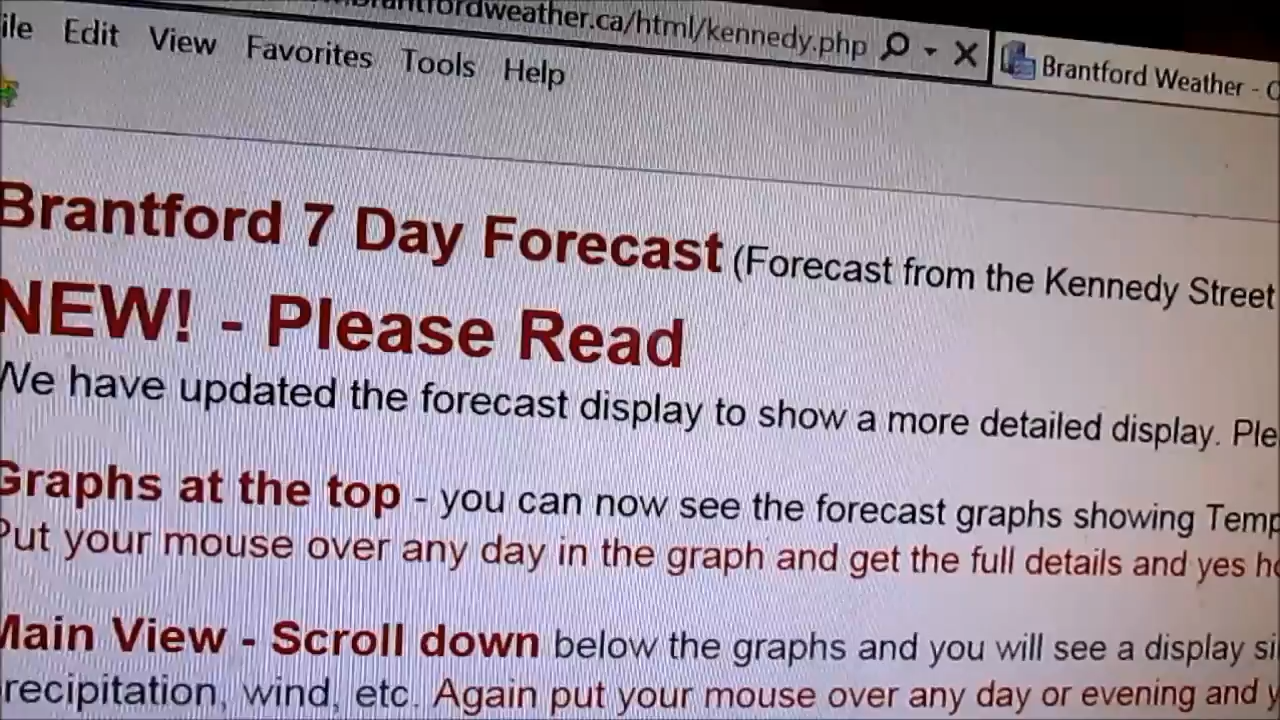 brantfordweather.ca/html/kennedy.php
Brantford Weather -
ile Edit View Favorites Tools Help
Brantford 7 Day Forecast (Forecast from the Kennedy Street
NEW! - Please Read
We have updated the forecast display to show a more detailed display. Ple
Graphs at the top - you can now see the forecast graphs showing Temp
Put your mouse over any day in the graph and get the full details and yes ho
Main View - Scroll down below the graphs and you will see a display si
recipitation, wind, etc. Again put your mouse over any day or evening and y